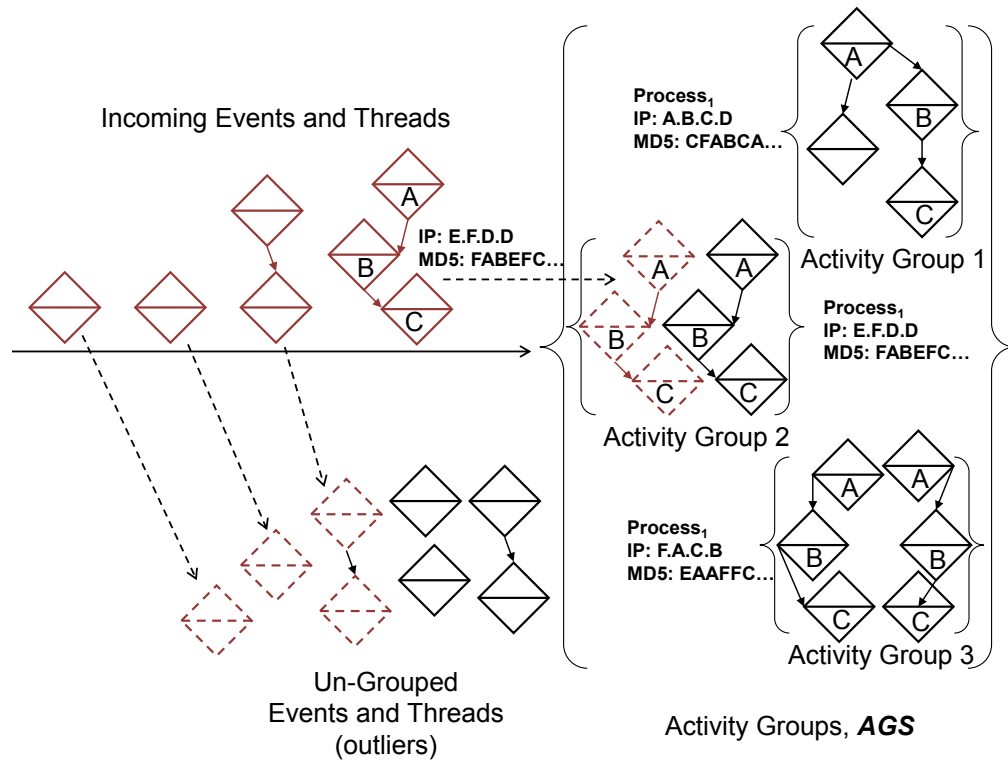 Incoming Events and Threads
A
B
C
IP: E.F.D.D
MD5: FABEFC…
Process₁
IP: A.B.C.D
MD5: CFABCA…
A
B
C
Activity Group 1
A
B
C
A
B
C
Process₁
IP: E.F.D.D
MD5: FABEFC…
Activity Group 2
Process₁
IP: F.A.C.B
MD5: EAAFFC…
A
B
C
A
B
C
Activity Group 3
Un-Grouped
Events and Threads
(outliers)
Activity Groups, AGS